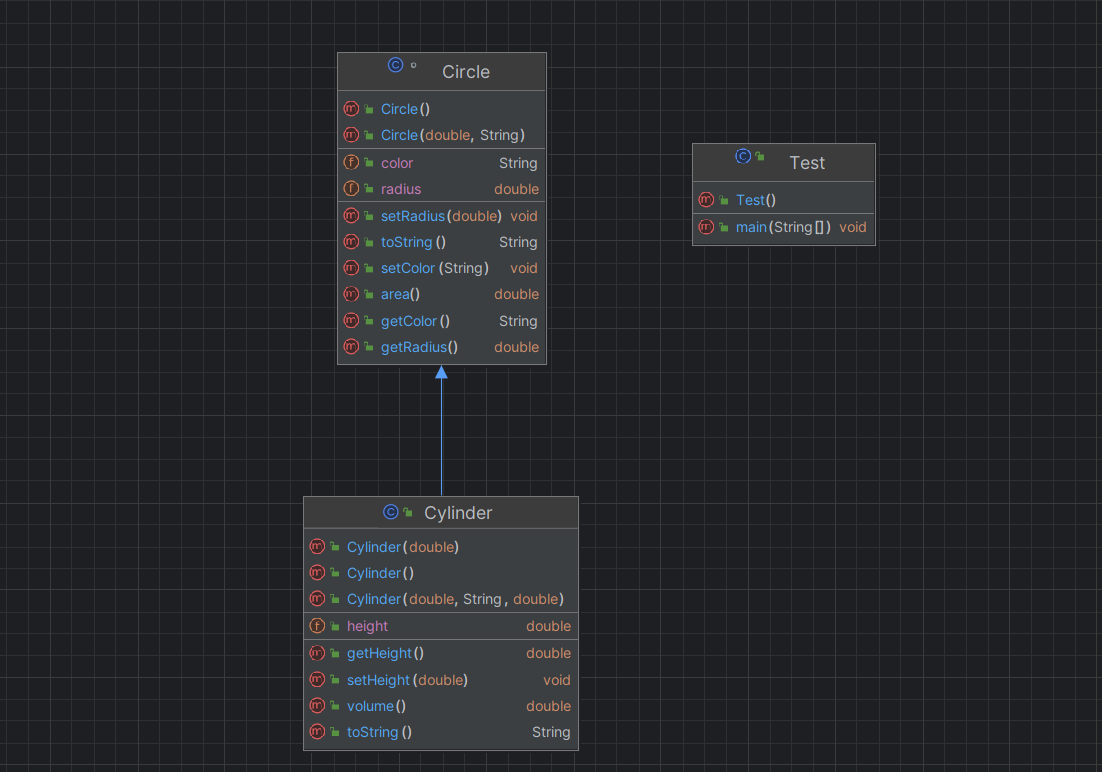 Circle
Circle()
Circle(double, String)
color String
radius double
setRadius(double) void
toString() String
setColor(String) void
area() double
getColor() String
getRadius() double
Test
Test()
main(String[]) void
Cylinder
Cylinder(double)
Cylinder()
Cylinder(double, String, double)
height double
getHeight() double
setHeight(double) void
volume() double
toString() String